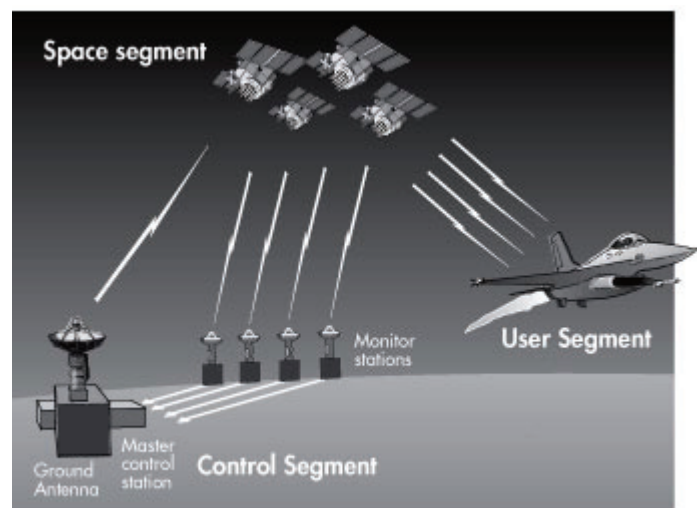 Space segment
Monitor
stations
User Segment
Master
control
station
Ground
Antenna
Control Segment